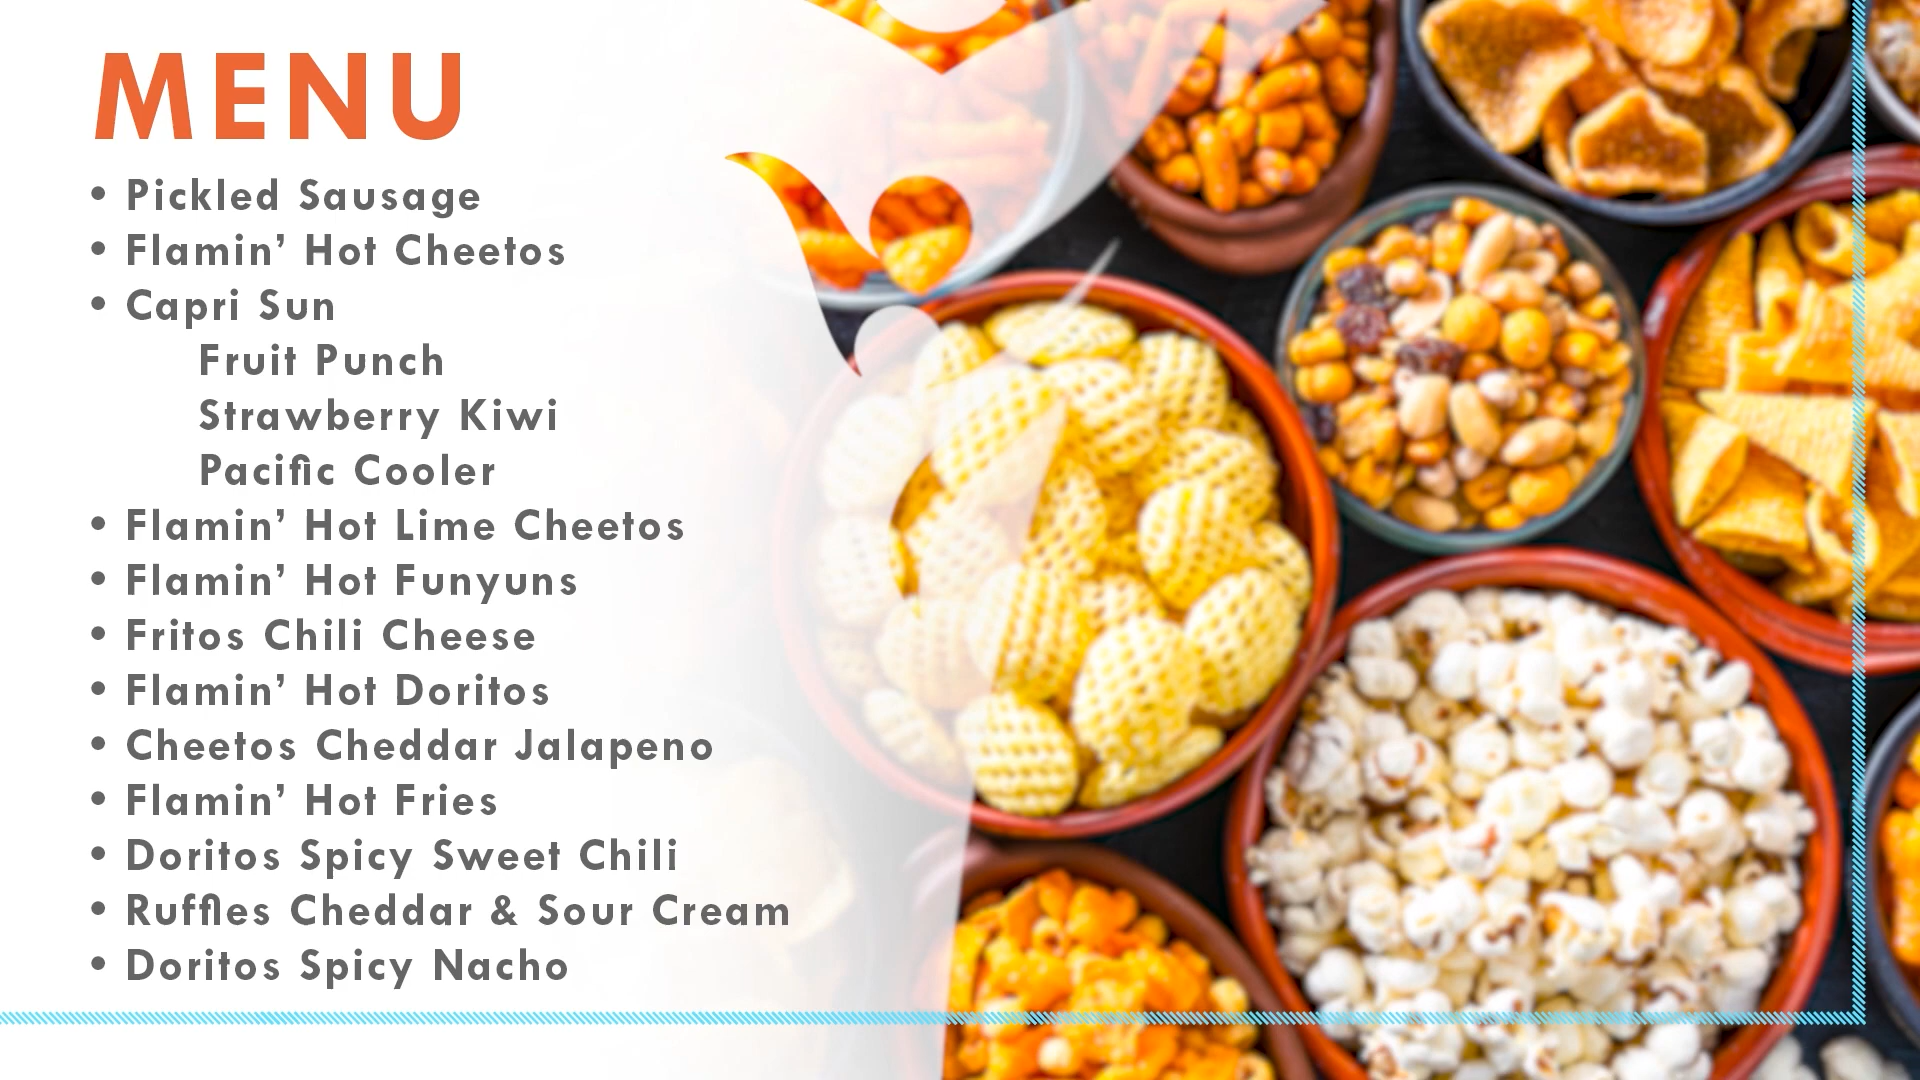 MENU
• Pickled Sausage
• Flamin’ Hot Cheetos
• Capri Sun
Fruit Punch
Strawberry Kiwi
Pacific Cooler
• Flamin’ Hot Lime Cheetos
• Flamin’ Hot Funyuns
• Fritos Chili Cheese
• Flamin’ Hot Doritos
• Cheetos Cheddar Jalapeno
• Flamin’ Hot Fries
• Doritos Spicy Sweet Chili
• Ruffles Cheddar & Sour Cream
• Doritos Spicy Nacho